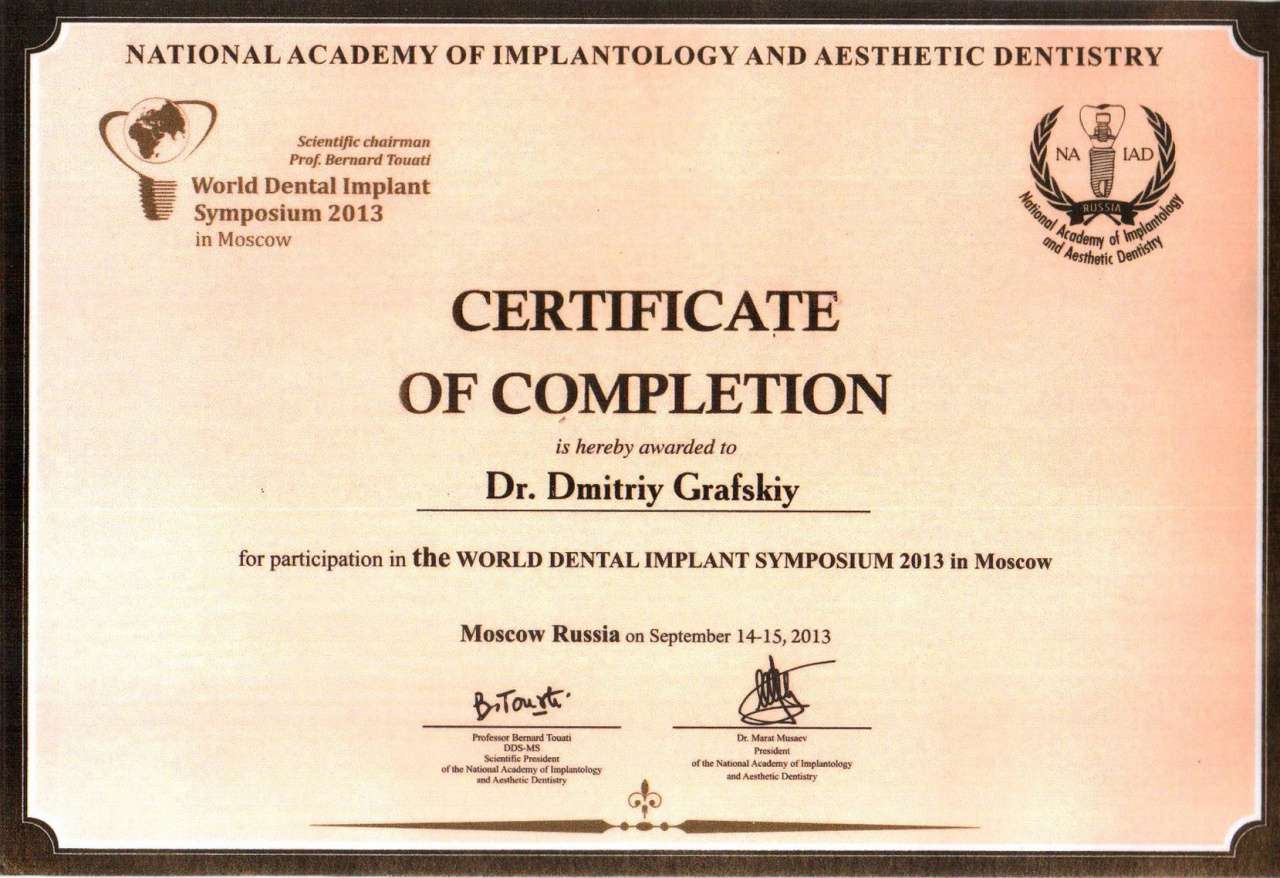 NATIONAL ACADEMY OF IMPLANTOLOGY AND AESTHETIC DENTISTRY
Scientific chairman
Prof. Bernard Touati
World Dental Implant
Symposium 2013
in Moscow
NA IAD
RUSSIA
National Academy of Implantology
and Aesthetic Dentistry
CERTIFICATE
OF COMPLETION
is hereby awarded to
Dr. Dmitriy Grafskiy
for participation in the WORLD DENTAL IMPLANT SYMPOSIUM 2013 in Moscow
Moscow Russia on September 14-15, 2013
B. Touati
Professor Bernard Touati
DDS-MS
Scientific President
of the National Academy of Implantology
and Aesthetic Dentistry
Dr. Marat Musaev
President
of the National Academy of Implantology
and Aesthetic Dentistry